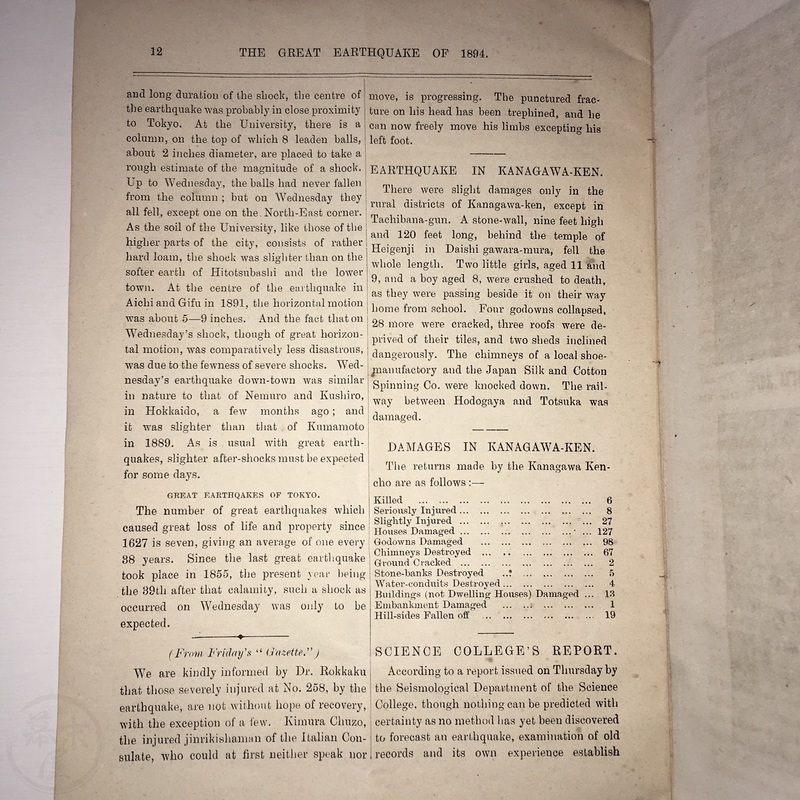 12
THE GREAT EARTHQUAKE OF 1894.
and long duration of the shock, the centre of
the earthquake was probably in close proximity
to Tokyo. At the University, there is a
column, on the top of which 8 leaden balls,
about 2 inches diameter, are placed to take a
rough estimate of the magnitude of a shock.
Up to Wednesday, the balls had never fallen
from the column; but on Wednesday they
all fell, except one on the North-East corner.
As the soil of the University, like those of the
higher parts of the city, consists of rather
hard loam, the shock was slighter than on the
softer earth of Hitotsubashi and the lower
town. At the centre of the earthquake in
Aichi and Gifu in 1891, the horizontal motion
was about 5—9 inches. And the fact that on
Wednesday's shock, though of great horizon-
tal motion, was comparatively less disastrous,
was due to the fewness of severe shocks. Wed-
nesday's earthquake down-town was similar
in nature to that of Nemuro and Kushiro,
in Hokkaido, a few months ago; and
it was slighter than that of Kumamoto
in 1889. As is usual with great earth-
quakes, slighter after-shocks must be expected
for some days.
GREAT EARTHQAKES OF TOKYO.
The number of great earthquakes which
caused great loss of life and property since
1627 is seven, giving an average of one every
38 years. Since the last great earthquake
took place in 1855, the present year being
the 39th after that calamity, such a shock as
occurred on Wednesday was only to be
expected.
(From Friday's "Gazette.")
We are kindly informed by Dr. Rokkaku
that those severely injured at No. 258, by the
earthquake, are not without hope of recovery,
with the exception of a few. Kimura Chuzo,
the injured jinrikishaman of the Italian Con-
sulate, who could at first neither speak nor
move, is progressing. The punctured frac-
ture on his head has been trephined, and he
can now freely move his limbs excepting his
left foot.
EARTHQUAKE IN KANAGAWA-KEN.
There were slight damages only in the
rural districts of Kanagawa-ken, except in
Tachibana-gun. A stone-wall, nine feet high
and 120 feet long, behind the temple of
Heigenji in Daishi gawara-mura, fell the
whole length. Two little girls, aged 11 and
9, and a boy aged 8, were crushed to death,
as they were passing beside it on their way
home from school. Four godowns collapsed,
28 more were cracked, three roofs were de-
prived of their tiles, and two sheds inclined
dangerously. The chimneys of a local shoe-
manufactory and the Japan Silk and Cotton
Spinning Co. were knocked down. The rail-
way between Hodogaya and Totsuka was
damaged.
DAMAGES IN KANAGAWA-KEN.
The returns made by the Kanagawa Ken-
cho are as follows:—
Killed ... ... ... ... ... ... ... ... 6
Seriously Injured ... ... ... ... ... ... 8
Slightly Injured ... ... ... ... ... ... 27
Houses Damaged ... ... ... ... ... ... 127
Godowns Damaged ... ... ... ... ... 98
Chimneys Destroyed ... ... ... ... ... 67
Ground Cracked ... ... ... ... ... ... 2
Stone-banks Destroyed ... ... ... ... 5
Water-conduits Destroyed ... ... ... ... 4
Buildings (not Dwelling Houses) Damaged ... 13
Embankment Damaged ... ... ... ... 1
Hill-sides Fallen off ... ... ... ... ... 19
SCIENCE COLLEGE'S REPORT.
According to a report issued on Thursday by
the Seismological Department of the Science
College, though nothing can be predicted with
certainty as no method has yet been discovered
to forecast an earthquake, examination of old
records and its own experience establish